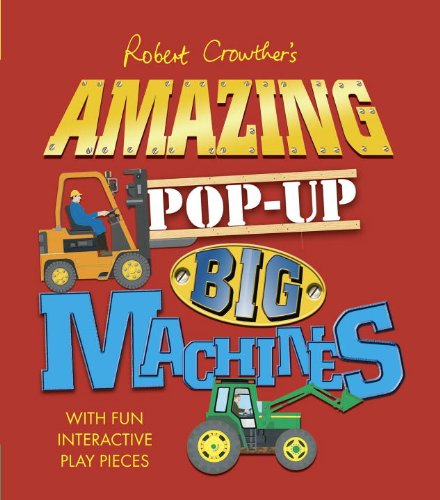 Robert Crowther's
AMAZING
POP-UP
BIG
MACHINES
WITH FUN
INTERACTIVE
PLAY PIECES